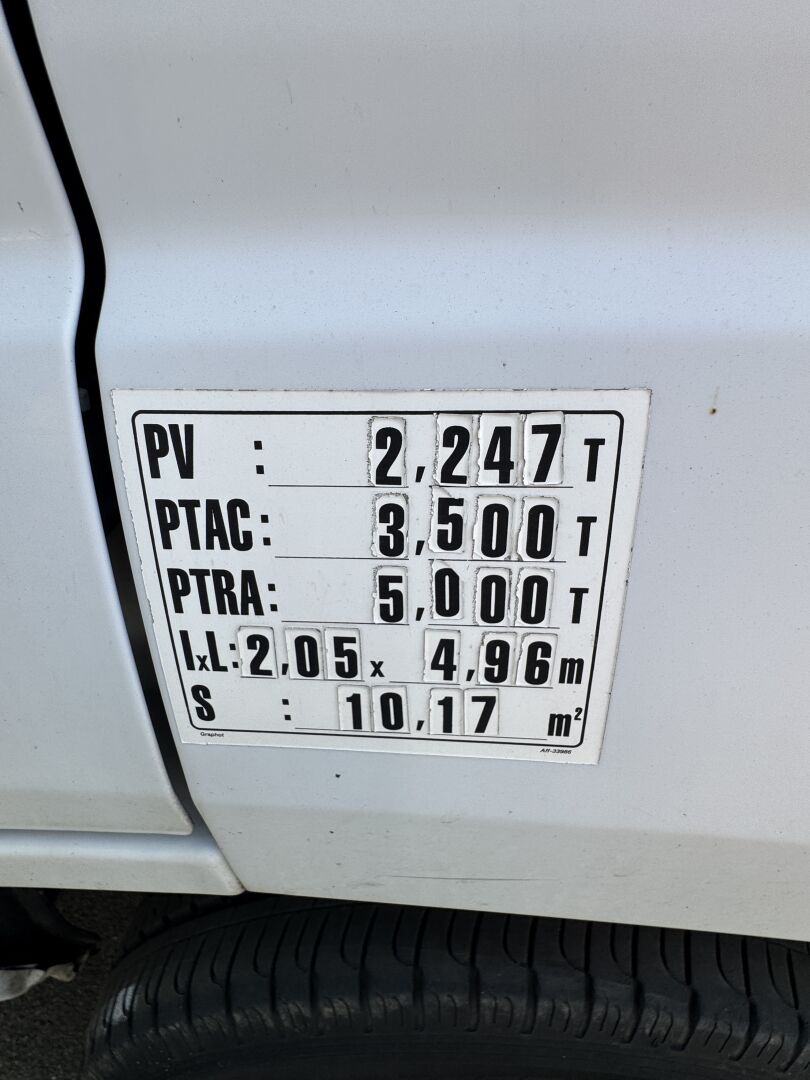 PV : 2,247 T
PTAC : 3,500 T
PTRA : 5,000 T
lxL : 2,05 x 4,96 m
S : 10,17 m²
Graphot Aff-33986